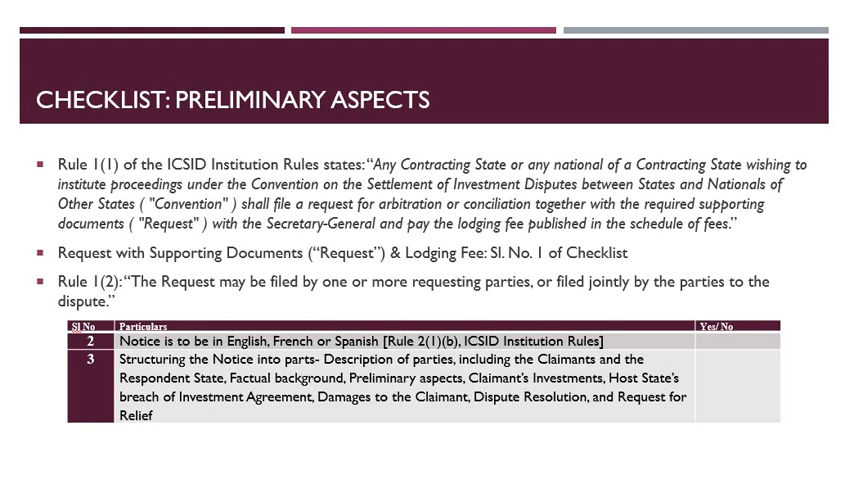 CHECKLIST: PRELIMINARY ASPECTS
Rule 1(1) of the ICSID Institution Rules states: “Any Contracting State or any national of a Contracting State wishing to
institute proceedings under the Convention on the Settlement of Investment Disputes between States and Nationals of
Other States ( "Convention" ) shall file a request for arbitration or conciliation together with the required supporting
documents ( "Request" ) with the Secretary-General and pay the lodging fee published in the schedule of fees.”
Request with Supporting Documents (“Request”) & Lodging Fee: Sl. No. 1 of Checklist
Rule 1(2): “The Request may be filed by one or more requesting parties, or filed jointly by the parties to the
dispute.”
Sl No Particulars Yes/ No
2 Notice is to be in English, French or Spanish [Rule 2(1)(b), ICSID Institution Rules]
3 Structuring the Notice into parts- Description of parties, including the Claimants and the
Respondent State, Factual background, Preliminary aspects, Claimant’s Investments, Host State’s
breach of Investment Agreement, Damages to the Claimant, Dispute Resolution, and Request for
Relief